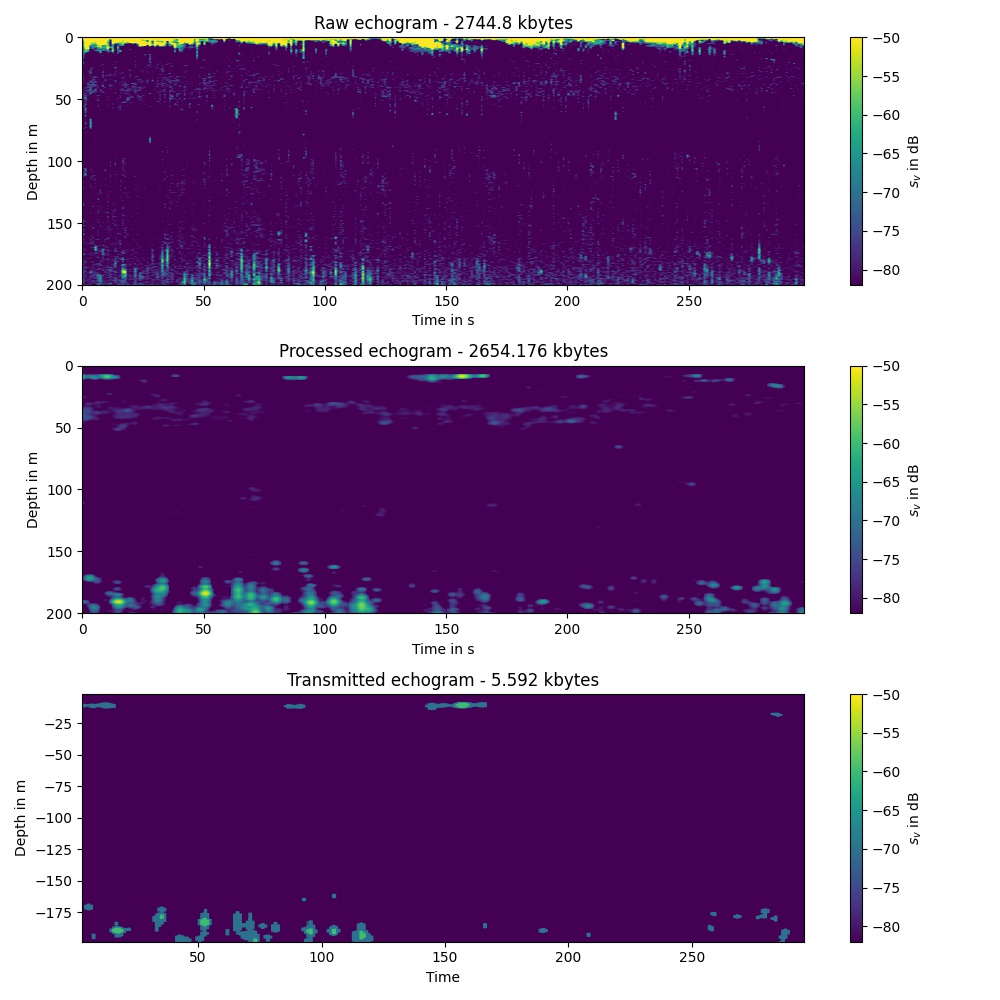 Raw echogram - 2744.8 kbytes
0
50
100
150
200
Depth in m
0 50 100 150 200 250
Time in s
−50
−55
−60
−65
−70
−75
−80
sv in dB
Processed echogram - 2654.176 kbytes
0
50
100
150
200
Depth in m
0 50 100 150 200 250
Time in s
−50
−55
−60
−65
−70
−75
−80
sv in dB
Transmitted echogram - 5.592 kbytes
−25
−50
−75
−100
−125
−150
−175
Depth in m
50 100 150 200 250
Time
−50
−55
−60
−65
−70
−75
−80
sv in dB